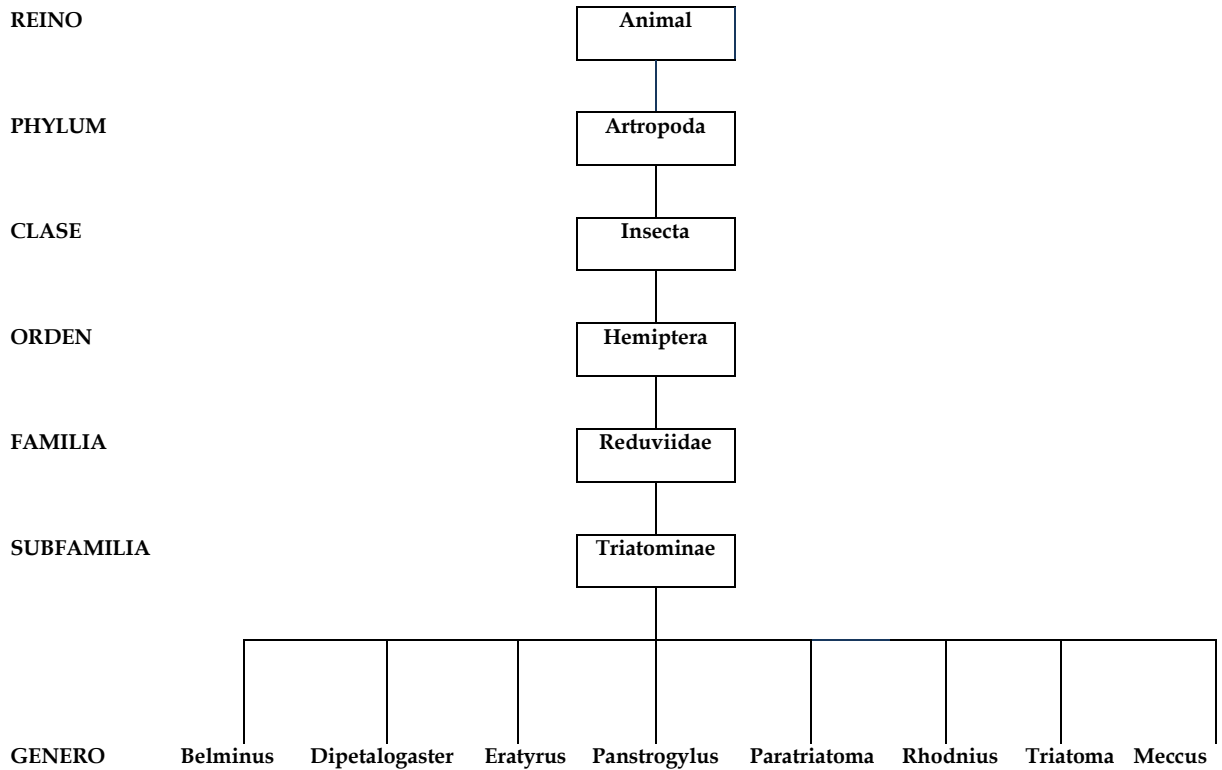 REINO Animal
PHYLUM Artropoda
CLASE Insecta
ORDEN Hemiptera
FAMILIA Reduviidae
SUBFAMILIA Triatominae
GENERO Belminus Dipetalogaster Eratyrus Panstrogylus Paratriatoma Rhodnius Triatoma Meccus